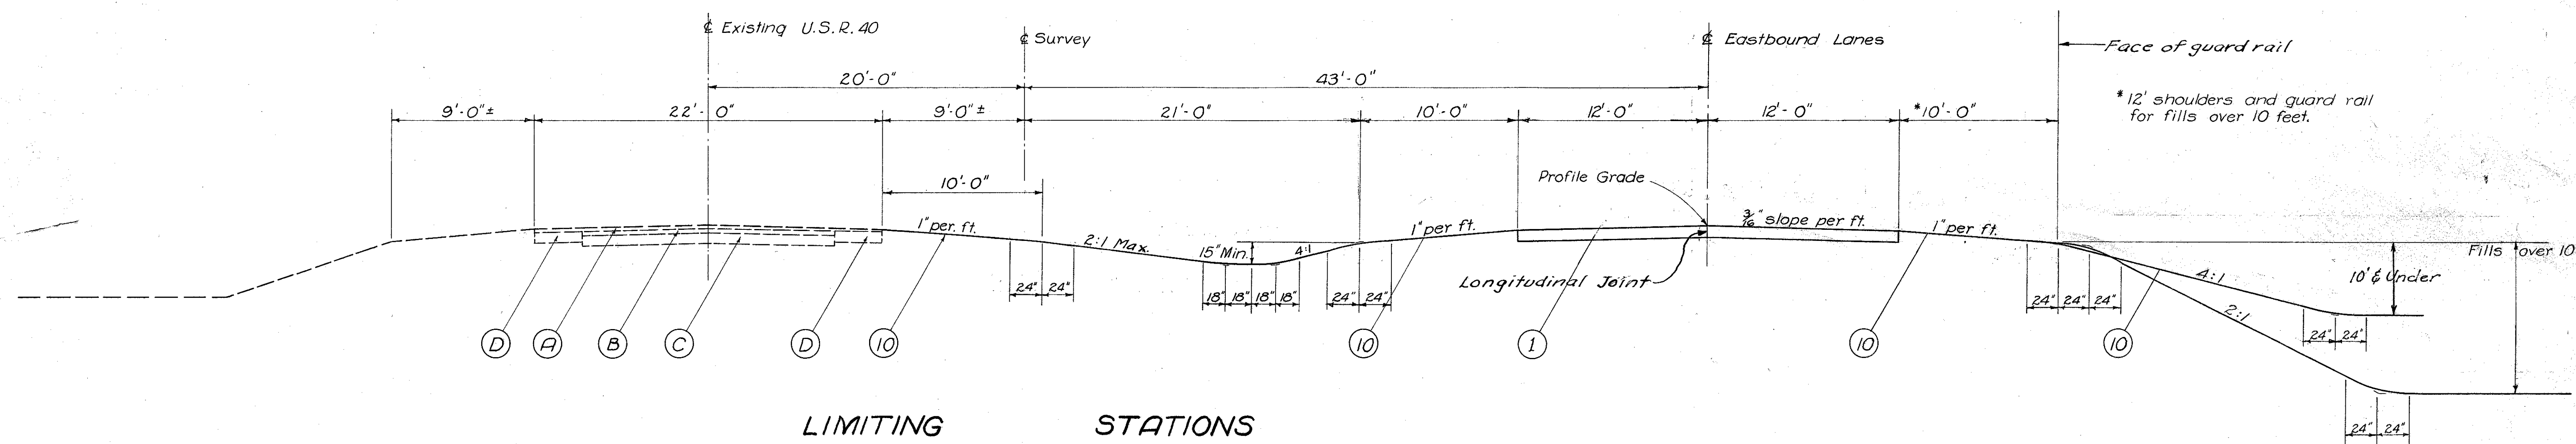 ℄ Existing U.S.R. 40
℄ Survey
℄ Eastbound Lanes
Face of guard rail
20'-0"
43'-0"
* 12' shoulders and guard rail
for fills over 10 feet.
9'-0" ±
22'-0"
9'-0" ±
21'-0"
10'-0"
12'-0"
12'-0"
* 10'-0"
10'-0"
Profile Grade
1" per. ft.
2:1 Max.
15" Min.
4:1
1" per ft.
3/16" slope per ft.
1" per ft.
Longitudinal Joint
4:1
2:1
10' & Under
Fills over 10
24" 24"
18" 18" 18" 18"
24" 24"
24" 24" 24"
24" 24"
24" 24"
D A B C D 10 10 1 10 10
LIMITING STATIONS